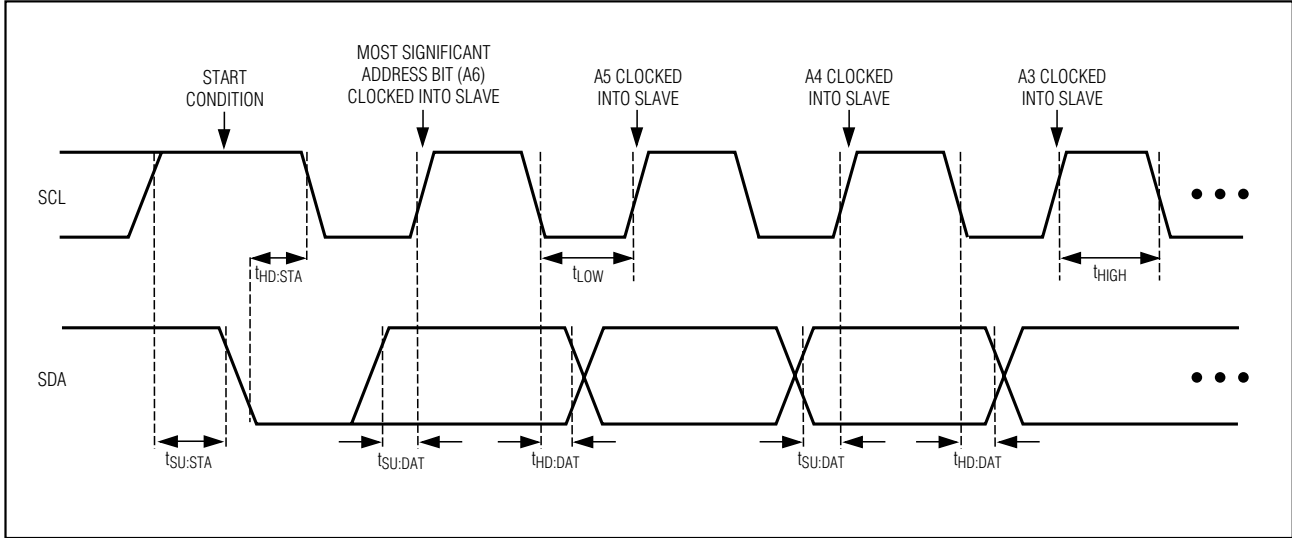 START
CONDITION
MOST SIGNIFICANT
ADDRESS BIT (A6)
CLOCKED INTO SLAVE
A5 CLOCKED
INTO SLAVE
A4 CLOCKED
INTO SLAVE
A3 CLOCKED
INTO SLAVE
SCL
tHD:STA
tLOW
tHIGH
SDA
tSU:STA
tSU:DAT
tHD:DAT
tSU:DAT
tHD:DAT